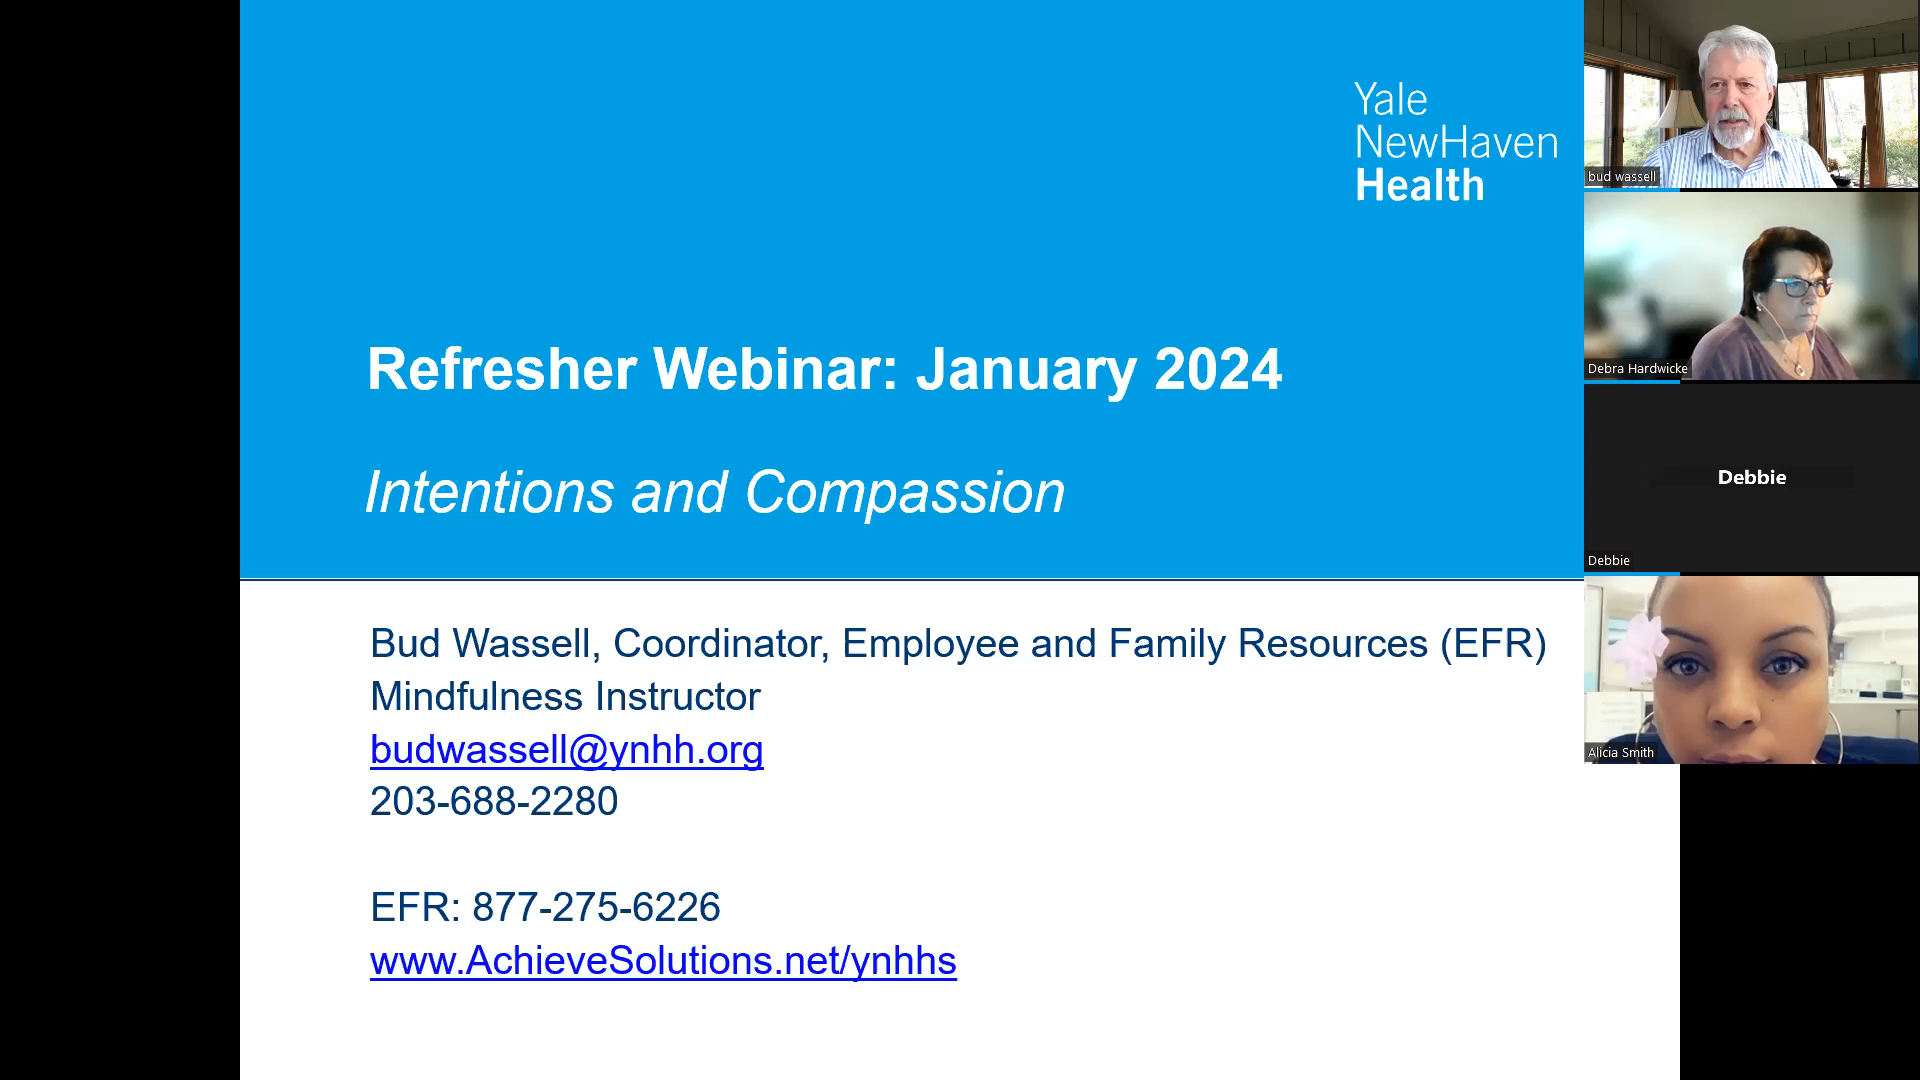 Yale
NewHaven
Health
Refresher Webinar: January 2024
Intentions and Compassion
Bud Wassell, Coordinator, Employee and Family Resources (EFR)
Mindfulness Instructor
budwassell@ynhh.org
203-688-2280
EFR: 877-275-6226
www.AchieveSolutions.net/ynhhs
bud wassell
Debra Hardwicke
Debbie
Debbie
Alicia Smith